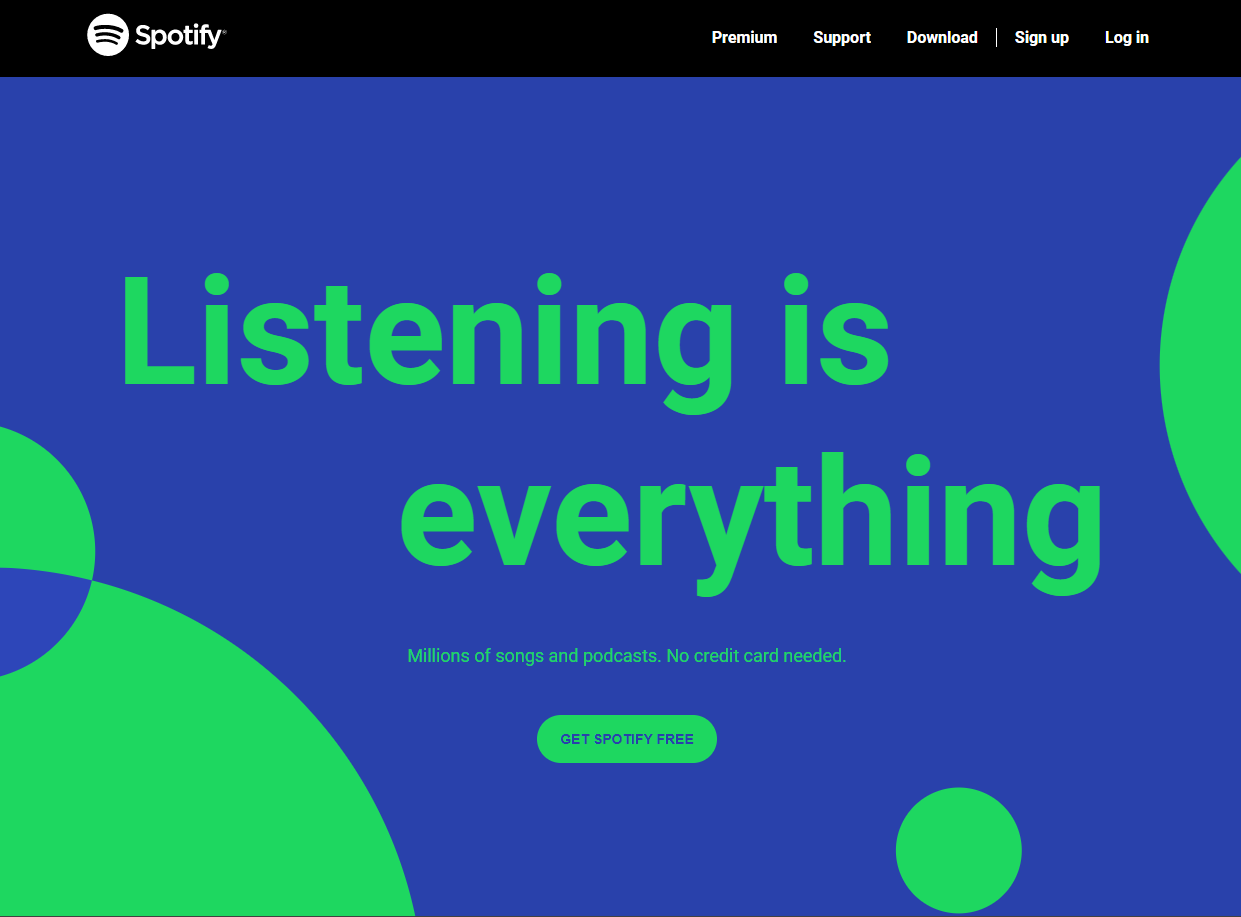 Spotify®
Premium Support Download Sign up Log in
Listening is
everything
Millions of songs and podcasts. No credit card needed.
GET SPOTIFY FREE